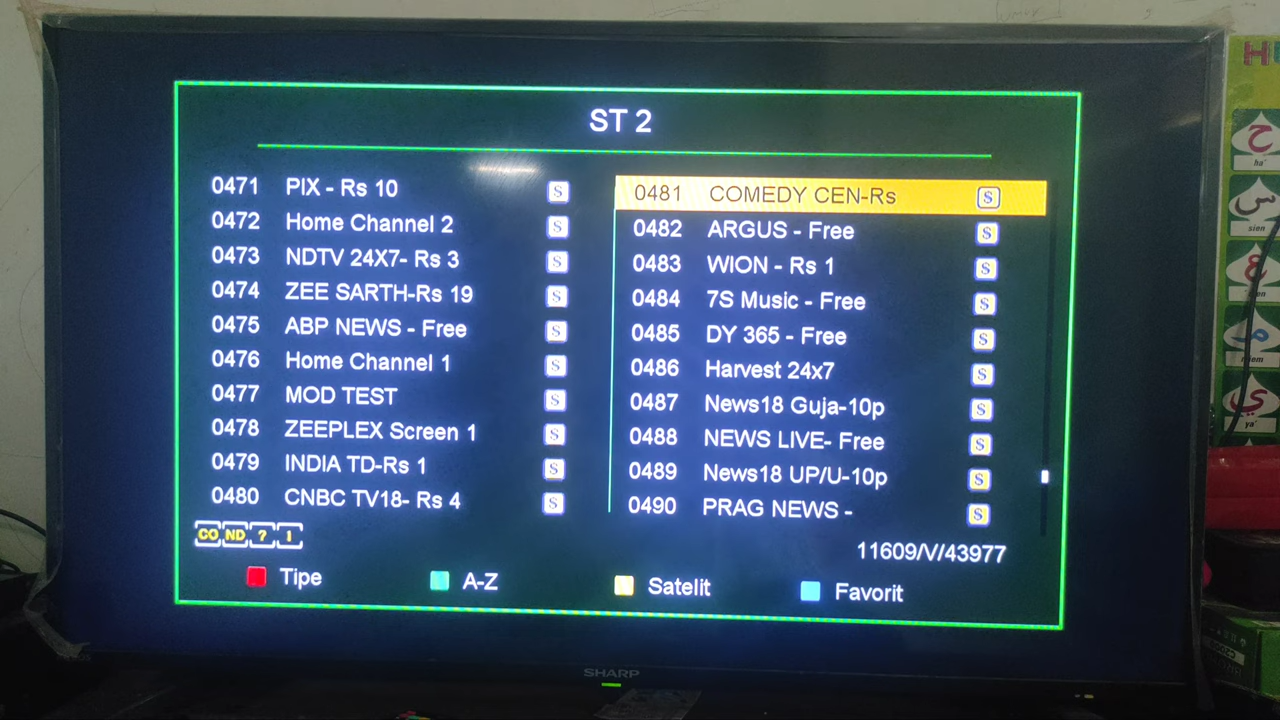 ST 2
0471 PIX - Rs 10 S
0472 Home Channel 2 S
0473 NDTV 24X7- Rs 3 S
0474 ZEE SARTH-Rs 19 S
0475 ABP NEWS - Free S
0476 Home Channel 1 S
0477 MOD TEST S
0478 ZEEPLEX Screen 1 S
0479 INDIA TD-Rs 1 S
0480 CNBC TV18- Rs 4 S
0481 COMEDY CEN-Rs S
0482 ARGUS - Free S
0483 WION - Rs 1 S
0484 7S Music - Free S
0485 DY 365 - Free S
0486 Harvest 24x7 S
0487 News18 Guja-10p S
0488 NEWS LIVE- Free S
0489 News18 UP/U-10p S
0490 PRAG NEWS - S
CO ND ? I
11609/V/43977
Tipe A-Z Satelit Favorit
SHARP
H
ح
ha'
س
sien
ع
م
ي
ya'